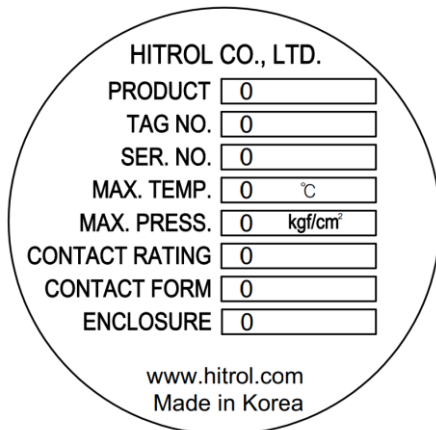 HITROL CO., LTD.
PRODUCT 0
TAG NO. 0
SER. NO. 0
MAX. TEMP. 0 ℃
MAX. PRESS. 0 kgf/cm²
CONTACT RATING 0
CONTACT FORM 0
ENCLOSURE 0
www.hitrol.com
Made in Korea